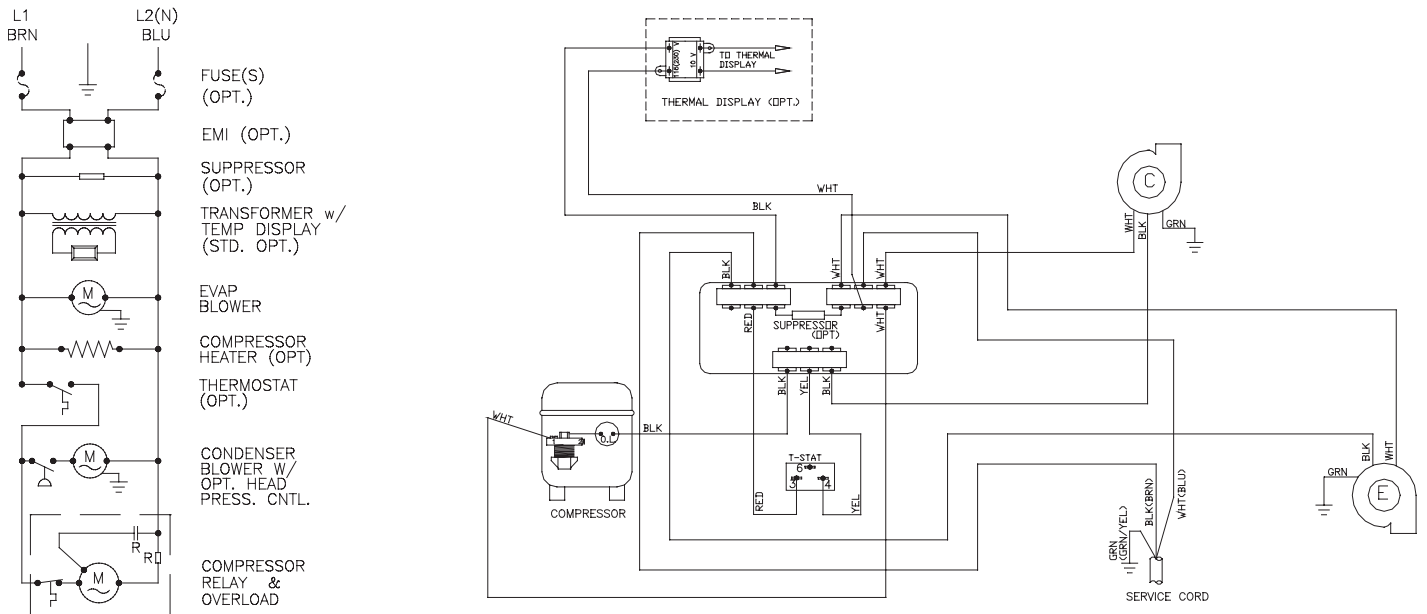 L1
BRN
L2(N)
BLU
FUSE(S)
(OPT.)
EMI (OPT.)
SUPPRESSOR
(OPT.)
TRANSFORMER w/
TEMP DISPLAY
(STD. OPT.)
M
EVAP
BLOWER
COMPRESSOR
HEATER (OPT)
THERMOSTAT
(OPT.)
M
CONDENSER
BLOWER W/
OPT. HEAD
PRESS. CNTL.
R
R
M
COMPRESSOR
RELAY &
OVERLOAD
116(230) V
10 V
TO THERMAL
DISPLAY
THERMAL DISPLAY (OPT.)
WHT
BLK
C
WHT
BLK
GRN
BLK
WHT
WHT
RED
SUPPRESSOR
(OPT)
WHT
BLK
YEL
BLK
WHT
O.L.
BLK
COMPRESSOR
T-STAT
6
3
4
RED
YEL
BLK
WHT
GRN
E
GRN
(GRN/YEL)
BLK(BRN)
WHT(BLU)
SERVICE CORD